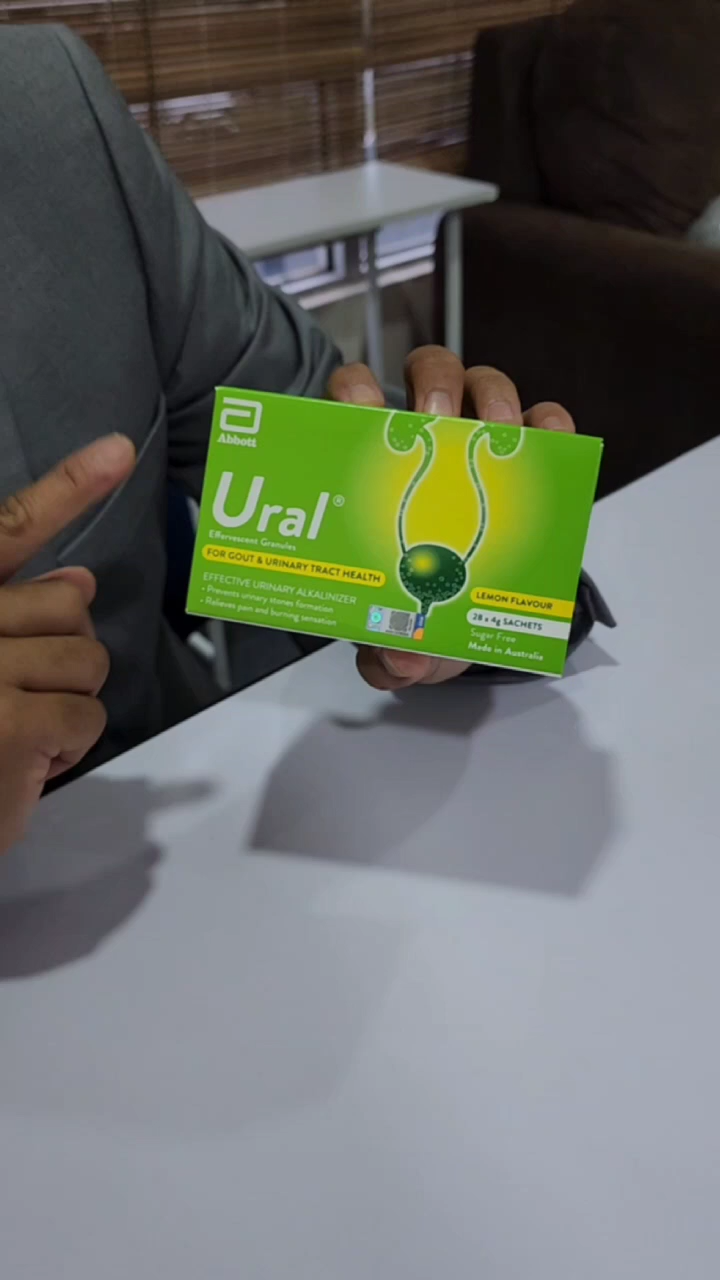 Abbott
Ural®
Effervescent Granules
FOR GOUT & URINARY TRACT HEALTH
EFFECTIVE URINARY ALKALINIZER
• Prevents urinary stones formation
• Relieves pain and burning sensation
LEMON FLAVOUR
28 x 4g SACHETS
Sugar Free
Made in Australia